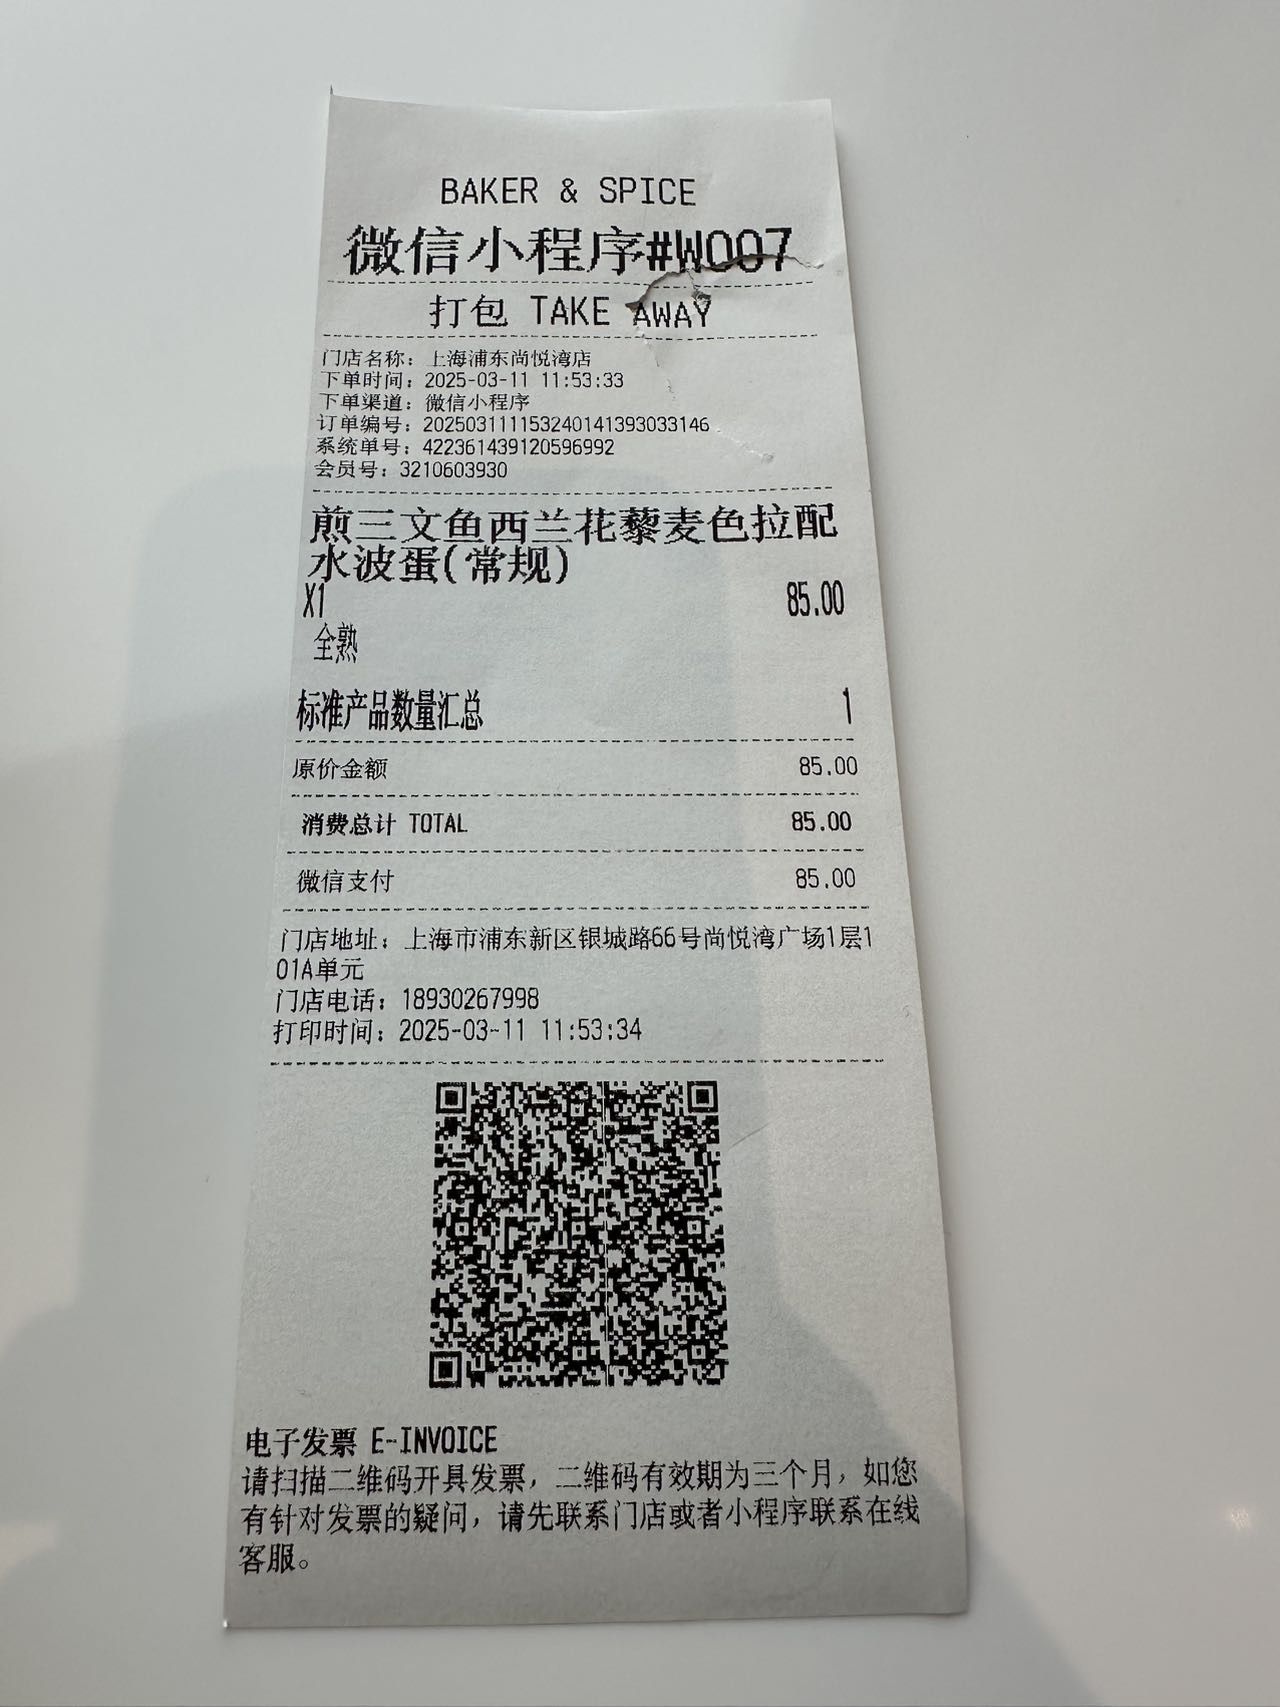 BAKER & SPICE
微信小程序#W007
打包 TAKE AWAY
门店名称：上海浦东尚悦湾店
下单时间：2025-03-11 11:53:33
下单渠道：微信小程序
订单编号：2025031111532401413930​33146
系统单号：422361439120596992
会员号：3210603930
煎三文鱼西兰花藜麦色拉配
水波蛋(常规)
X1 85.00
全熟
标准产品数量汇总 1
原价金额 85.00
消费总计 TOTAL 85.00
微信支付 85.00
门店地址：上海市浦东新区银城路66号尚悦湾广场1层1
01A单元
门店电话：18930267998
打印时间：2025-03-11 11:53:34
电子发票 E-INVOICE
请扫描二维码开具发票，二维码有效期为三个月，如您
有针对发票的疑问，请先联系门店或者小程序联系在线
客服。